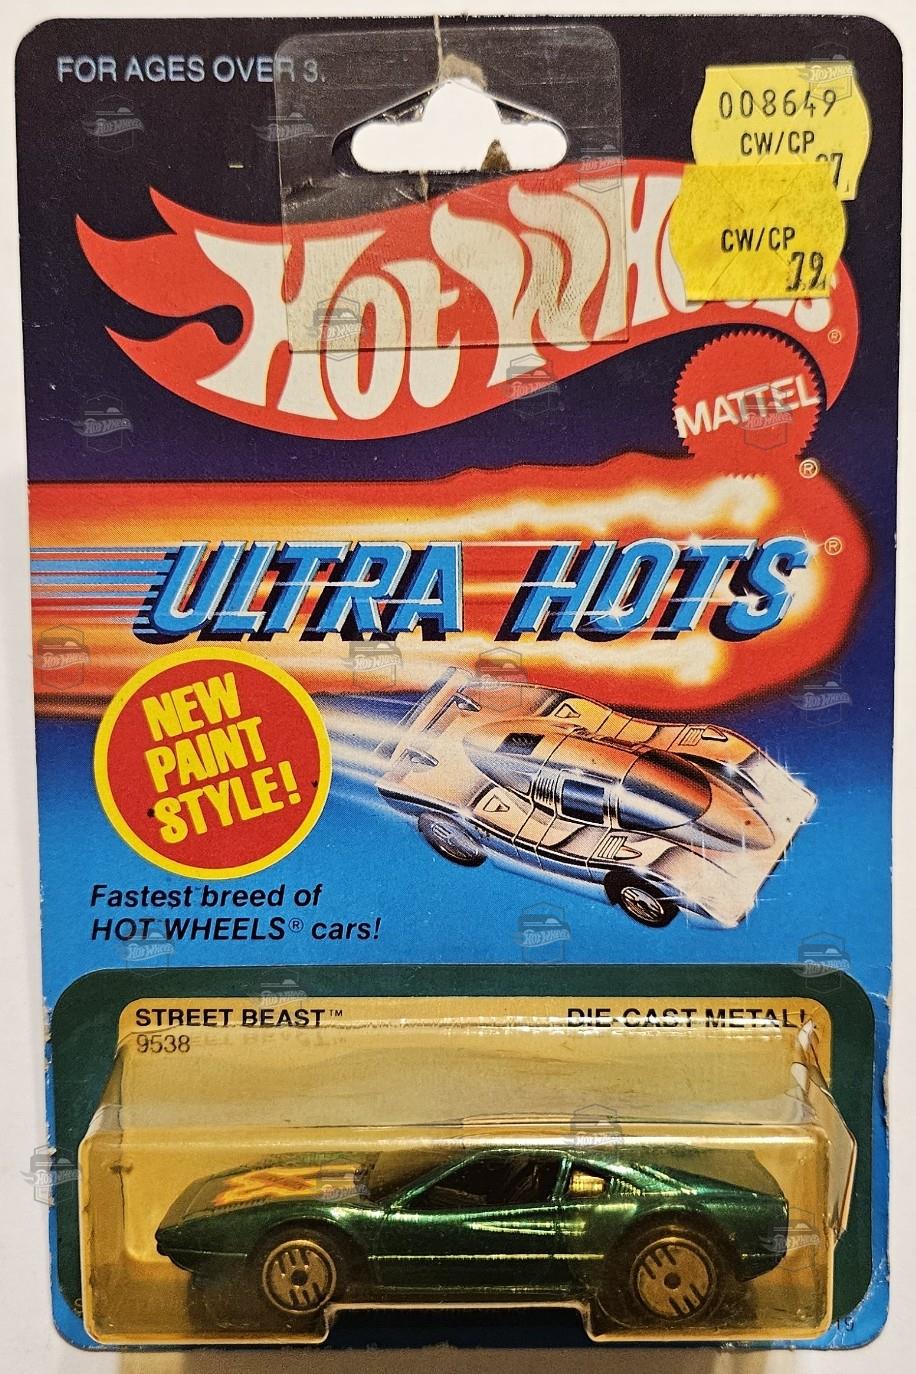 FOR AGES OVER 3.
008649
CW/CP
CW/CP
79
HOT WHEELS
®
MATTEL
®
ULTRA HOTS®
NEW
PAINT
STYLE!
Fastest breed of
HOT WHEELS® cars!
STREET BEAST™ DIE-CAST METAL!
9538